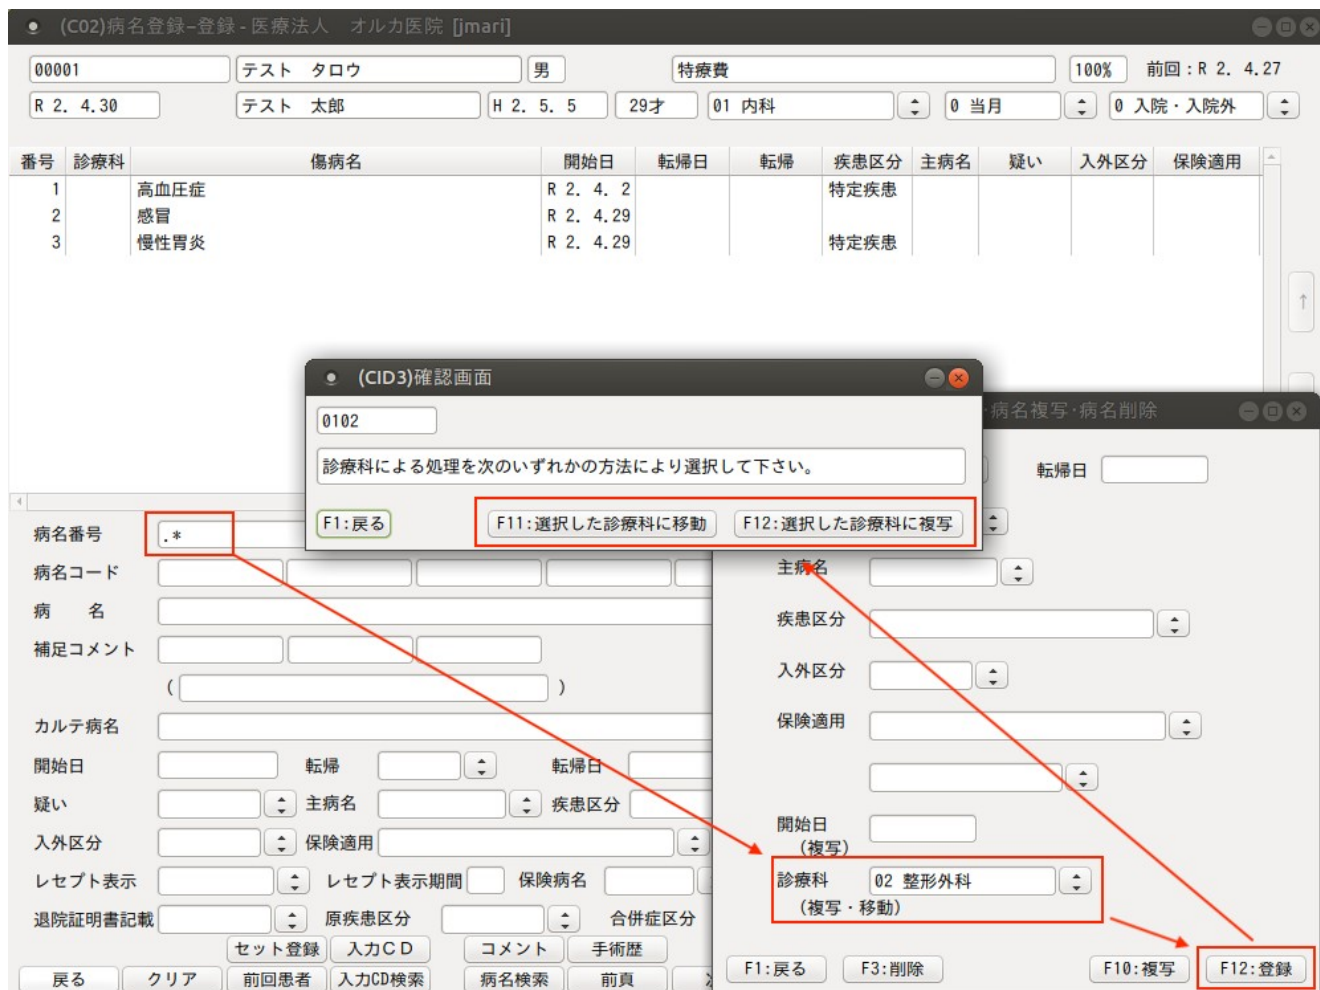 (C02)病名登録−登録 - 医療法人　オルカ医院 [jmari]
00001 テスト　タロウ 男 特療費 100% 前回：R 2. 4.27
R 2. 4.30 テスト　太郎 H 2. 5. 5 29才 01 内科 0 当月 0 入院・入院外
番号 診療科 傷病名 開始日 転帰日 転帰 疾患区分 主病名 疑い 入外区分 保険適用
1 高血圧症 R 2. 4. 2 特定疾患
2 感冒 R 2. 4.29
3 慢性胃炎 R 2. 4.29 特定疾患
(CID3)確認画面
0102
診療科による処理を次のいずれかの方法により選択して下さい。
F1:戻る F11:選択した診療科に移動 F12:選択した診療科に複写
病名複写・病名削除
転帰日
主病名
疾患区分
入外区分
保険適用
開始日
(複写)
診療科 02 整形外科
(複写・移動)
F1:戻る F3:削除 F10:複写 F12:登録
病名番号 .*
病名コード
病　名
補足コメント
( )
カルテ病名
開始日 転帰 転帰日
疑い 主病名 疾患区分
入外区分 保険適用
レセプト表示 レセプト表示期間 保険病名
退院証明書記載 原疾患区分 合併症区分
セット登録 入力ＣＤ コメント 手術歴
戻る クリア 前回患者 入力CD検索 病名検索 前頁